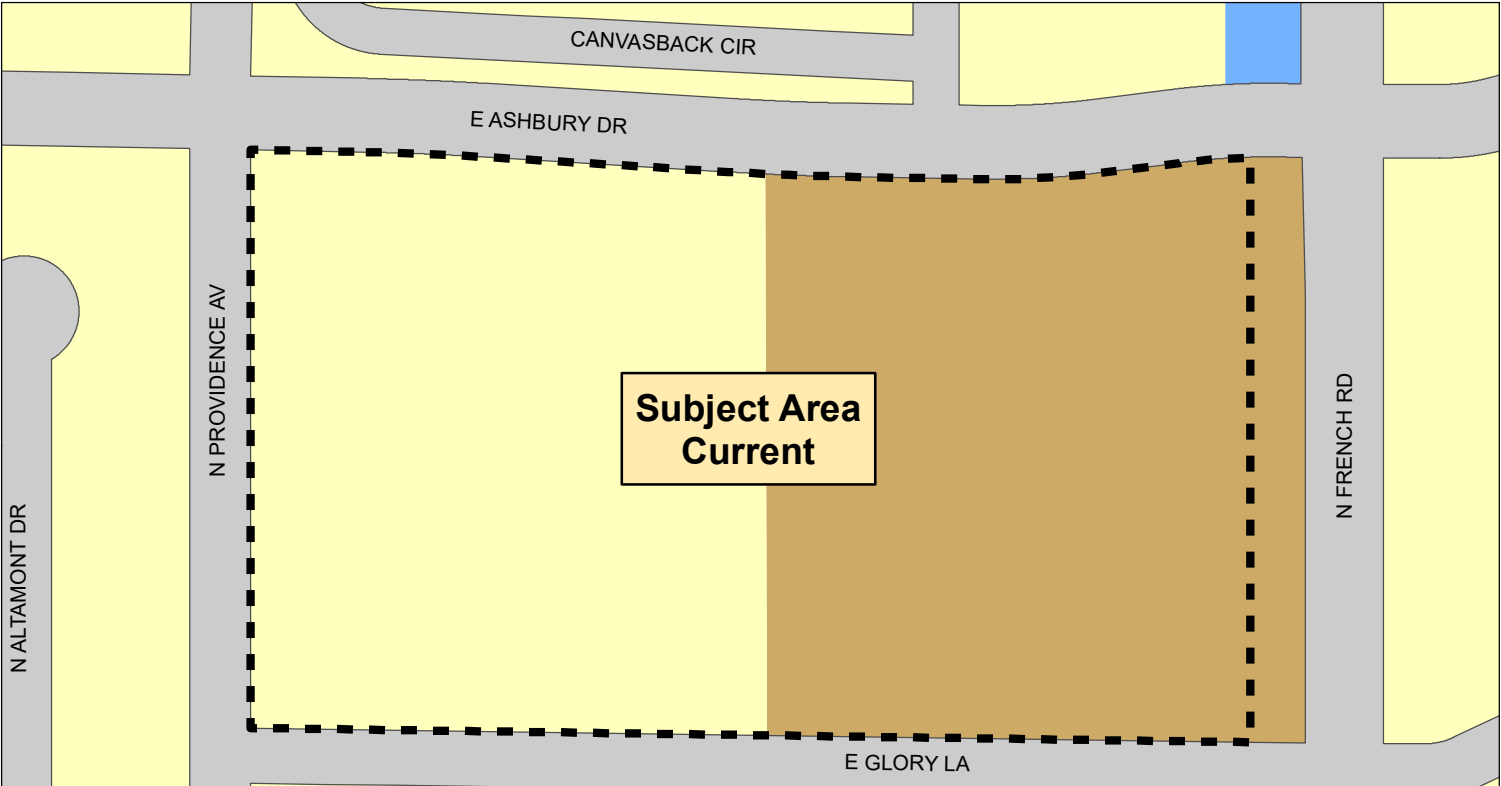 CANVASBACK CIR
E ASHBURY DR
N PROVIDENCE AV
Subject Area
Current
N FRENCH RD
N ALTAMONT DR
E GLORY LA